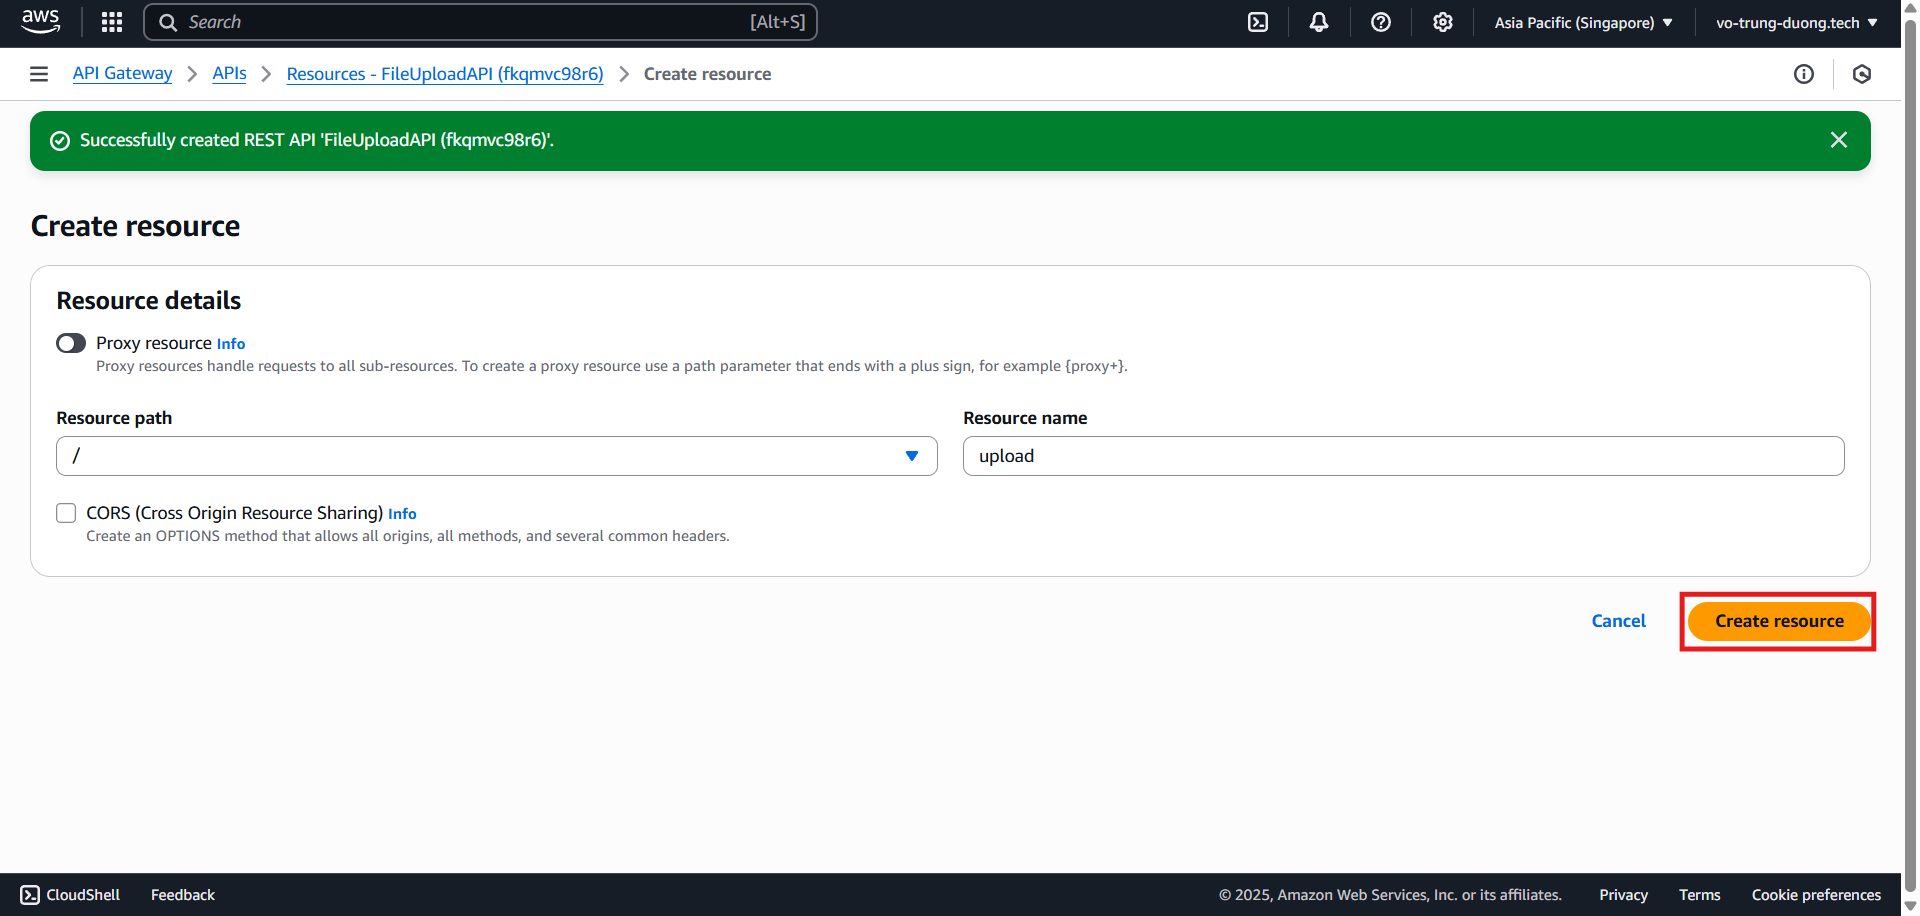 aws
Search [Alt+S]
Asia Pacific (Singapore)
vo-trung-duong.tech
API Gateway
APIs
Resources - FileUploadAPI (fkqmvc98r6)
Create resource
Successfully created REST API 'FileUploadAPI (fkqmvc98r6)'.
Create resource
Resource details
Proxy resource Info
Proxy resources handle requests to all sub-resources. To create a proxy resource use a path parameter that ends with a plus sign, for example {proxy+}.
Resource path
Resource name
/
upload
CORS (Cross Origin Resource Sharing) Info
Create an OPTIONS method that allows all origins, all methods, and several common headers.
Cancel
Create resource
CloudShell
Feedback
© 2025, Amazon Web Services, Inc. or its affiliates.
Privacy
Terms
Cookie preferences